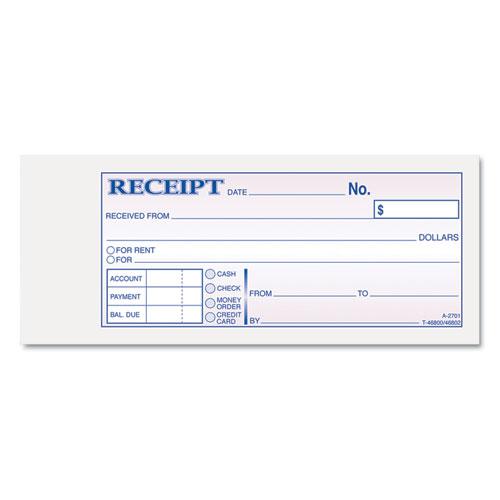 RECEIPT DATE No.
RECEIVED FROM $
DOLLARS
FOR RENT
FOR
ACCOUNT CASH
CHECK
PAYMENT FROM TO
MONEY ORDER
BAL. DUE CREDIT CARD BY
A-2701
T-46800/46802